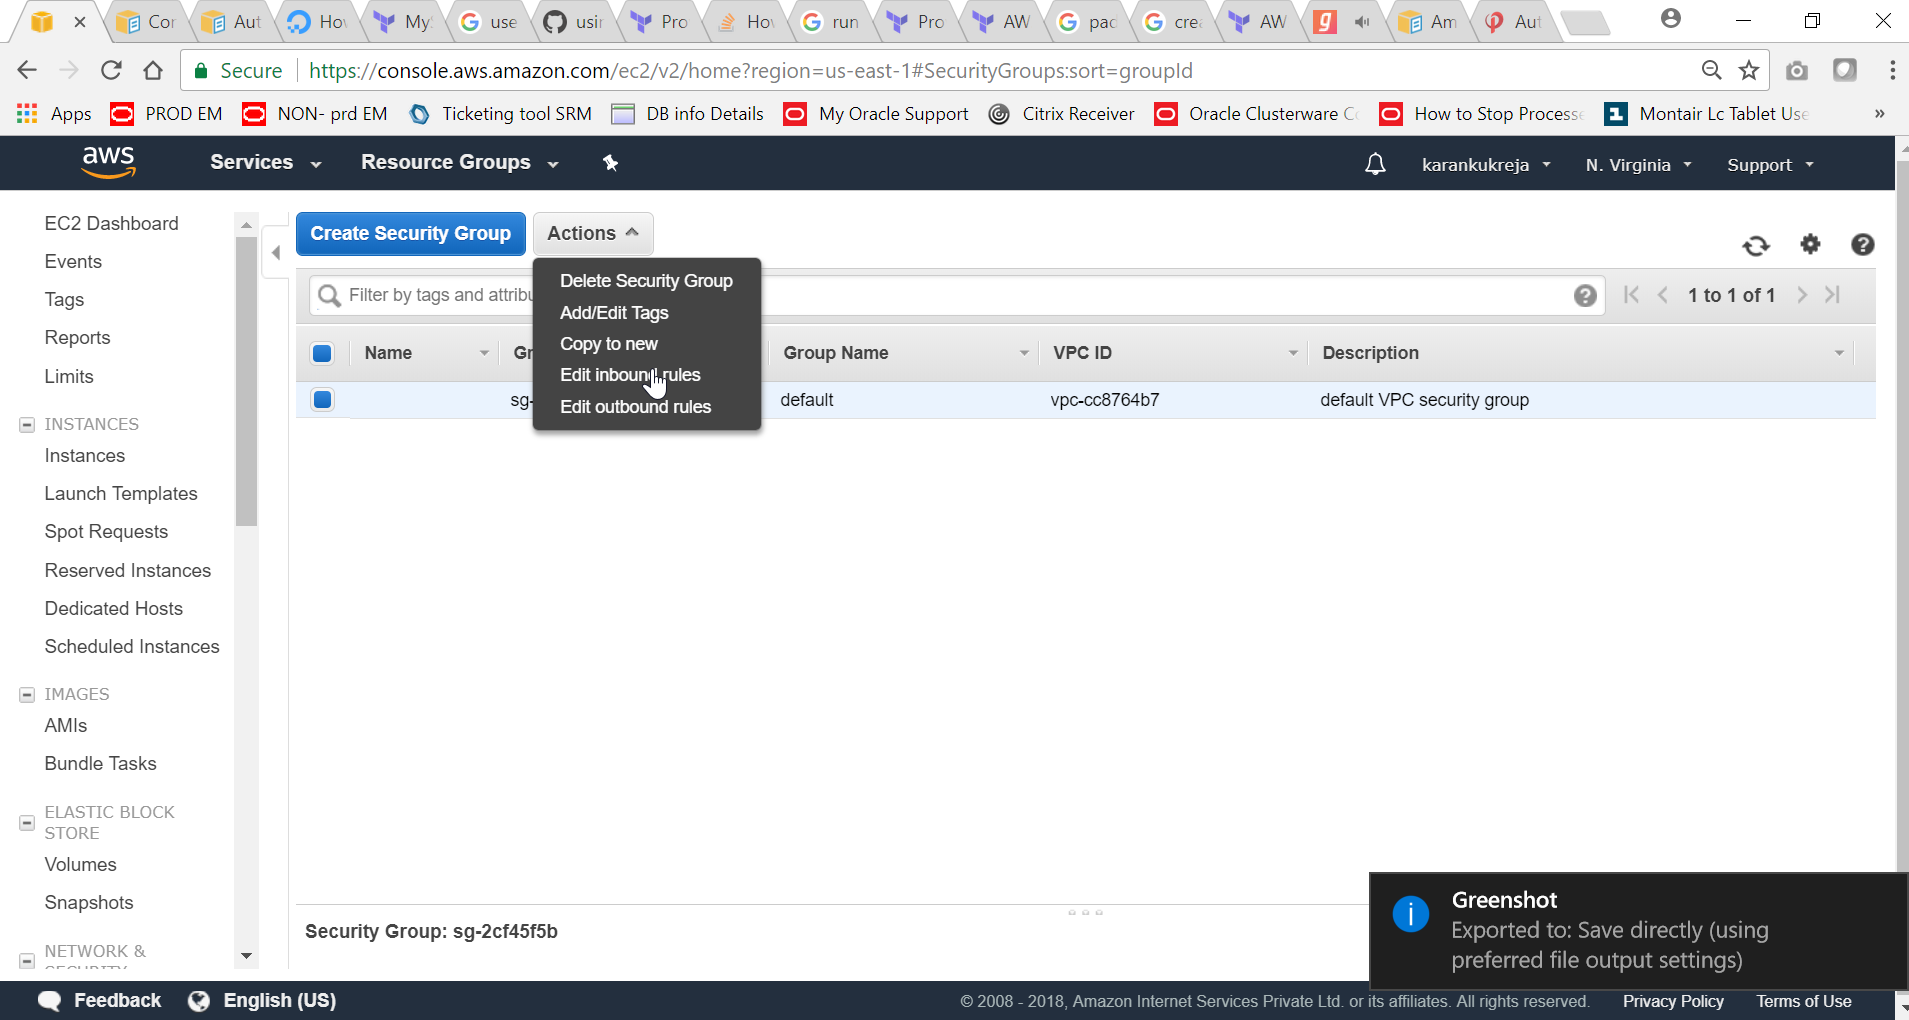 Cor
Aut
Hov
My
use
usir
Pro
Hov
run
Pro
AW
pac
crea
AW
g
Am
Aut
Secure
https://console.aws.amazon.com/ec2/v2/home?region=us-east-1#SecurityGroups:sort=groupId
Apps
PROD EM
NON- prd EM
Ticketing tool SRM
DB info Details
My Oracle Support
Citrix Receiver
Oracle Clusterware
How to Stop Processe
1
Montair Lc Tablet Use
»
aws
Services
Resource Groups
karankukreja
N. Virginia
Support
EC2 Dashboard
Events
Tags
Reports
Limits
INSTANCES
Instances
Launch Templates
Spot Requests
Reserved Instances
Dedicated Hosts
Scheduled Instances
IMAGES
AMIs
Bundle Tasks
ELASTIC BLOCK
STORE
Volumes
Snapshots
NETWORK &
Create Security Group
Actions
Delete Security Group
Add/Edit Tags
Copy to new
Edit inbound rules
Edit outbound rules
Filter by tags and attribu
1 to 1 of 1
Name
Gr
Group Name
VPC ID
Description
sg-
default
vpc-cc8764b7
default VPC security group
Security Group: sg-2cf45f5b
Greenshot
Exported to: Save directly (using
preferred file output settings)
Feedback
English (US)
© 2008 - 2018, Amazon Internet Services Private Ltd. or its affiliates. All rights reserved.
Privacy Policy
Terms of Use